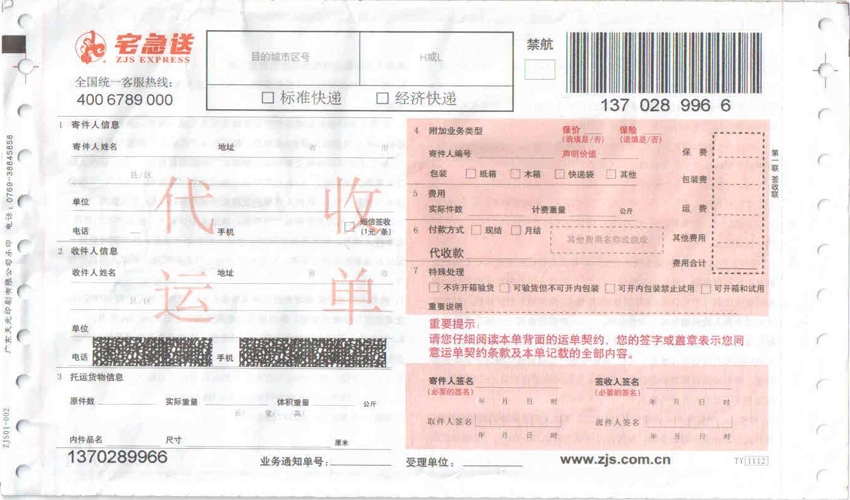 宅急送
ZJS EXPRESS
全国统一客服热线:
400 6789 000
目的城市区号
H或L
□ 标准快递 □ 经济快递
禁航
137 028 996 6
1 寄件人信息
寄件人姓名 地址 省 市
县/区
单位
电话 手机 □ 短信签收
(1元/条)
2 收件人信息
收件人姓名 地址 省 市
县/区
单位
电话 手机
代收
运单
3 托运货物信息
原件数 实际重量 体积重量 公斤
长/ 宽/ 高/
内件品名 尺寸 厘米
1370289966 业务通知单号: 受理单位:
4 附加业务类型 保价 保险
(请填是/否) (请填是/否)
寄件人编号 声明价值
包装 □ 纸箱 □ 木箱 □ 快递袋 □ 其他
5 费用
实际件数 计费重量 公斤
6 付款方式 □ 现结 □ 月结
其他费用名称或组成
代收款
保 费
包装费
运 费
其他费用
费用合计
7 特殊处理
□ 不许开箱验货 □ 可验货但不可开内包装 □ 可开内包装禁止试用 □ 可开箱和试用
重要说明
重要提示:
请您仔细阅读本单背面的运单契约,您的签字或盖章表示您同
意运单契约条款及本单记载的全部内容。
寄件人签名 签收人签名
(必要的签名) (必要的签名)
年 月 日 时 年 月 日 时
取件人签名 派件人签名
年 月 日 时 年 月 日 时
www.zjs.com.cn
TY 1112
第一联 签收联
广东天元印刷有限公司承印 电话:0769-38845858
ZJS01-002